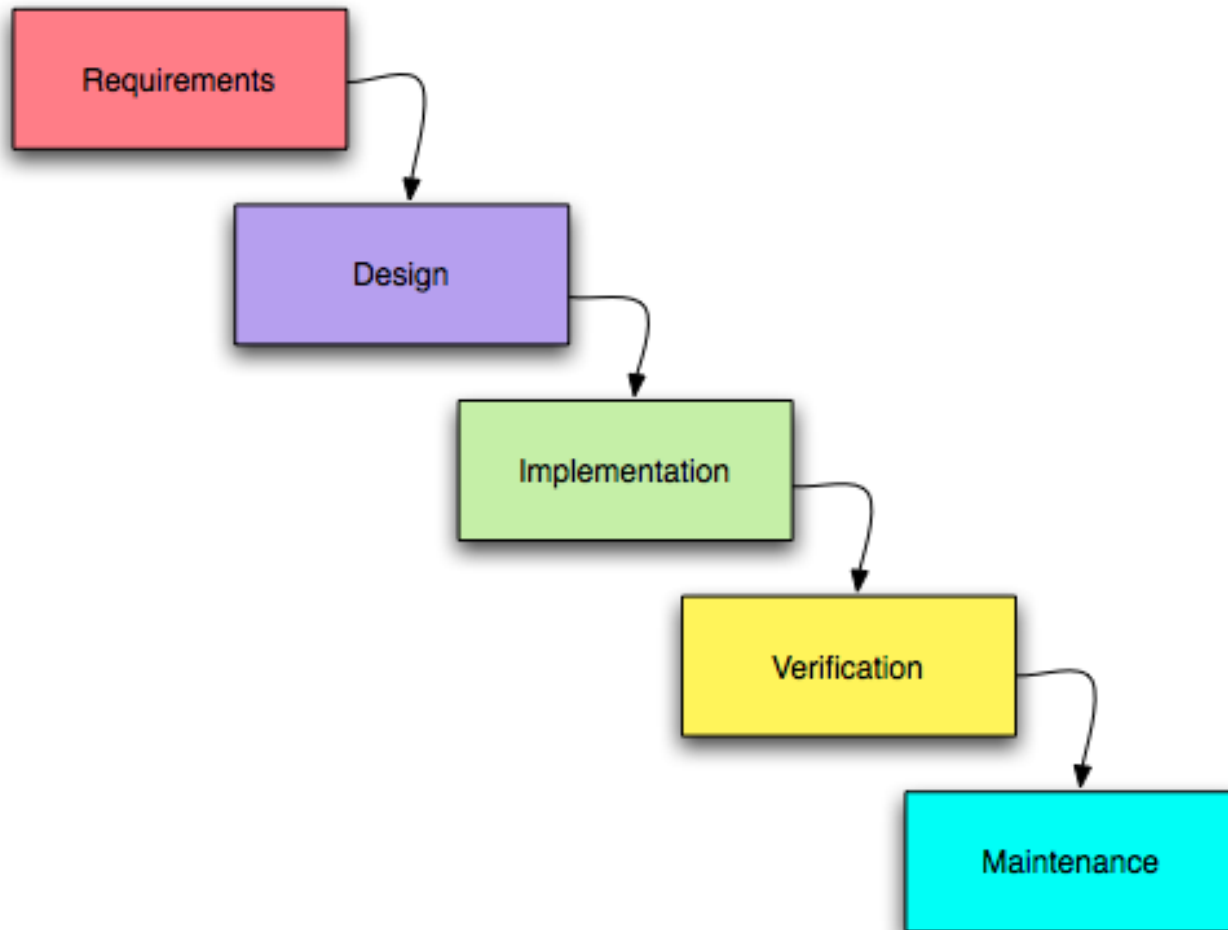 Requirements
Design
Implementation
Verification
Maintenance